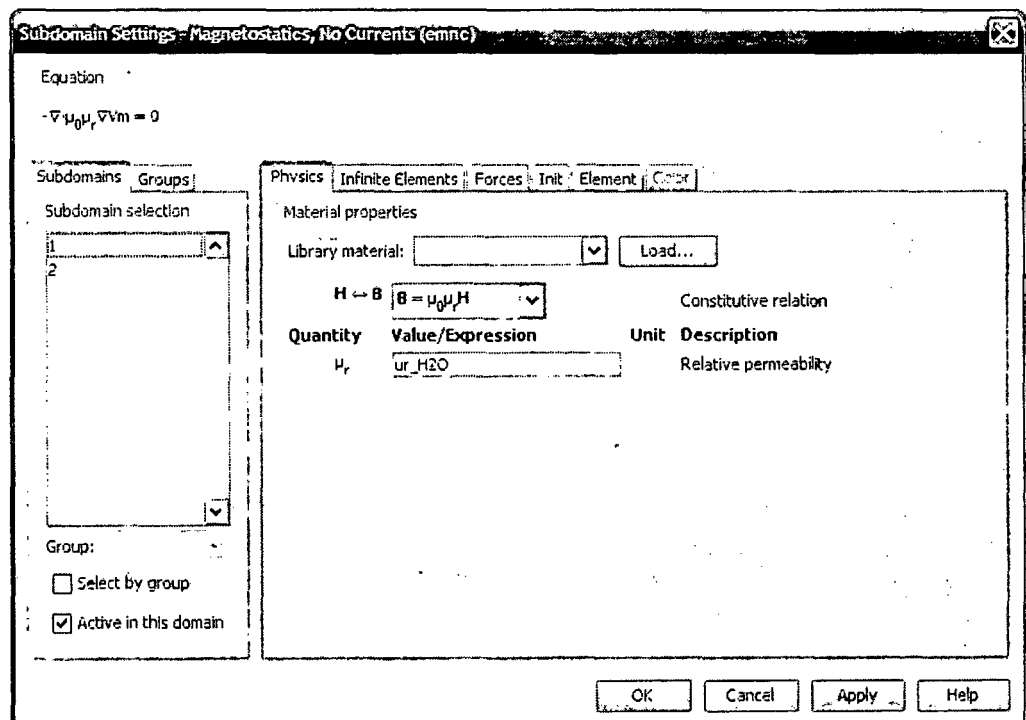 Subdomain Settings - Magnetostatics, No Currents (emnc)
Equation
-∇·μ₀μᵣ∇Vm = 0
Subdomains Groups
Physics Infinite Elements Forces Init Element Color
Subdomain selection
1
2
Material properties
Library material: Load...
H ↔ B B = μ₀μᵣH Constitutive relation
Quantity Value/Expression Unit Description
μᵣ ur_H2O Relative permeability
Group:
Select by group
Active in this domain
OK Cancel Apply Help